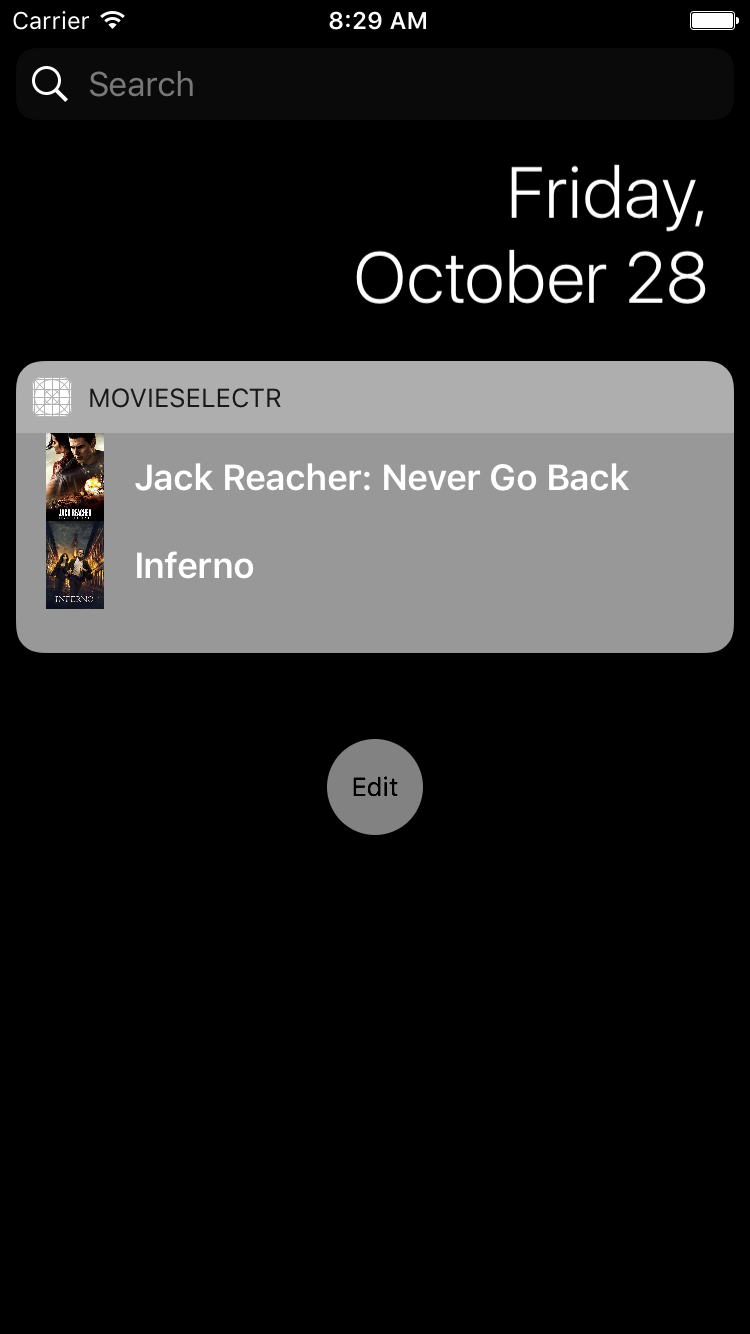 Carrier 8:29 AM
Search
Friday,
October 28
MOVIESELECTR
JACK REACHER
Jack Reacher: Never Go Back
INFERNO
Inferno
Edit